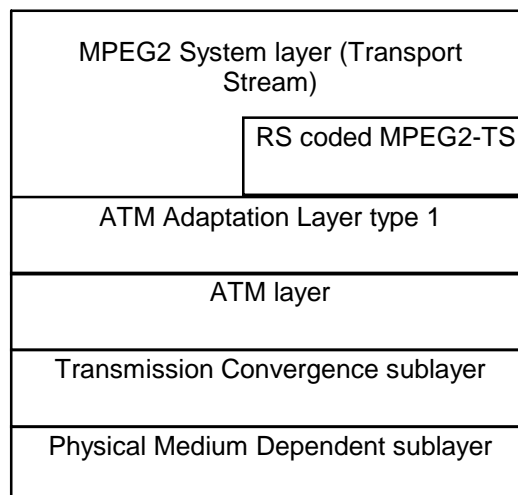 MPEG2 System layer (Transport
Stream)
RS coded MPEG2-TS
ATM Adaptation Layer type 1
ATM layer
Transmission Convergence sublayer
Physical Medium Dependent sublayer